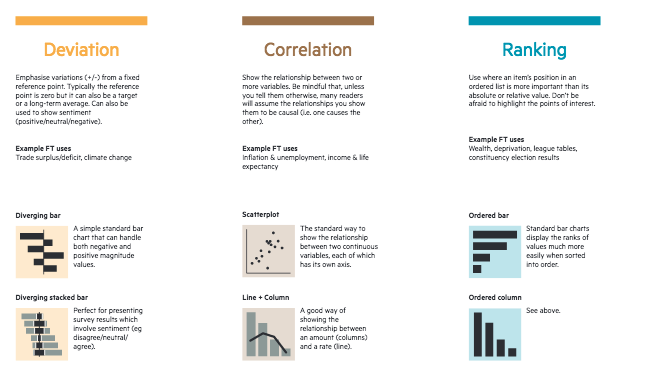 Deviation
Emphasise variations (+/-) from a fixed
reference point. Typically the reference
point is zero but it can also be a target
or a long-term average. Can also be
used to show sentiment
(positive/neutral/negative).
Example FT uses
Trade surplus/deficit, climate change
Diverging bar
A simple standard bar
chart that can handle
both negative and
positive magnitude
values.
Diverging stacked bar
Perfect for presenting
survey results which
involve sentiment (eg
disagree/neutral/
agree).
Correlation
Show the relationship between two or
more variables. Be mindful that, unless
you tell them otherwise, many readers
will assume the relationships you show
them to be causal (i.e. one causes the
other).
Example FT uses
Inflation & unemployment, income & life
expectancy
Scatterplot
The standard way to
show the relationship
between two continuous
variables, each of which
has its own axis.
Line + Column
A good way of
showing the
relationship between
an amount (columns)
and a rate (line).
Ranking
Use where an item's position in an
ordered list is more important than its
absolute or relative value. Don't be
afraid to highlight the points of interest.
Example FT uses
Wealth, deprivation, league tables,
constituency election results
Ordered bar
Standard bar charts
display the ranks of
values much more
easily when sorted
into order.
Ordered column
See above.